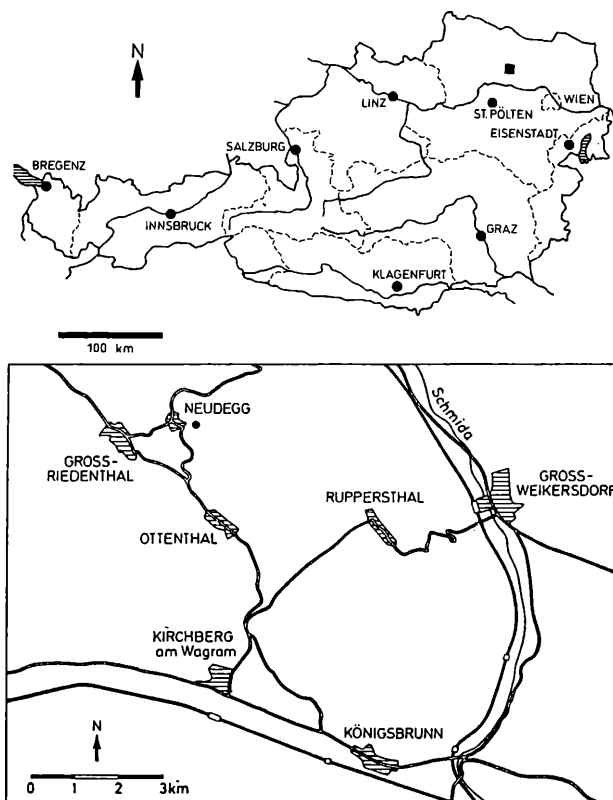 N
LINZ
WIEN
ST. PÖLTEN
EISENSTADT
SALZBURG
BREGENZ
INNSBRUCK
GRAZ
KLAGENFURT
100 km
Schmida
NEUDEGG
GROSS-
RIEDENTHAL
GROSS-
WEIKERSDORF
RUPPERSTHAL
OTTENTHAL
KIRCHBERG
am Wagram
KÖNIGSBRUNN
N
0 1 2 3km